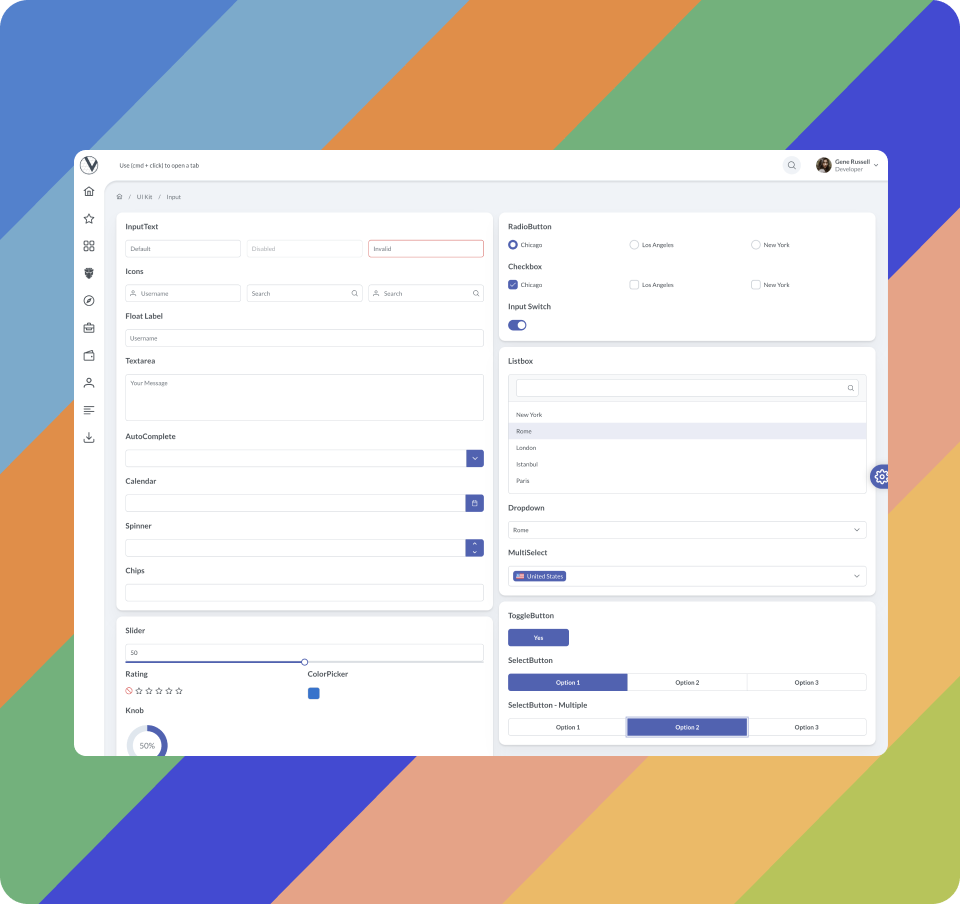 Use (cmd + click) to open a tab
Gene Russell
Developer
/ UI Kit / Input
InputText
Default
Disabled
Invalid
Icons
Username
Search
Search
Float Label
Username
Textarea
Your Message
AutoComplete
Calendar
Spinner
Chips
Slider
50
Rating
ColorPicker
Knob
50%
RadioButton
Chicago
Los Angeles
New York
Checkbox
Chicago
Los Angeles
New York
Input Switch
Listbox
New York
Rome
London
Istanbul
Paris
Dropdown
Rome
MultiSelect
United States
ToggleButton
Yes
SelectButton
Option 1
Option 2
Option 3
SelectButton - Multiple
Option 1
Option 2
Option 3